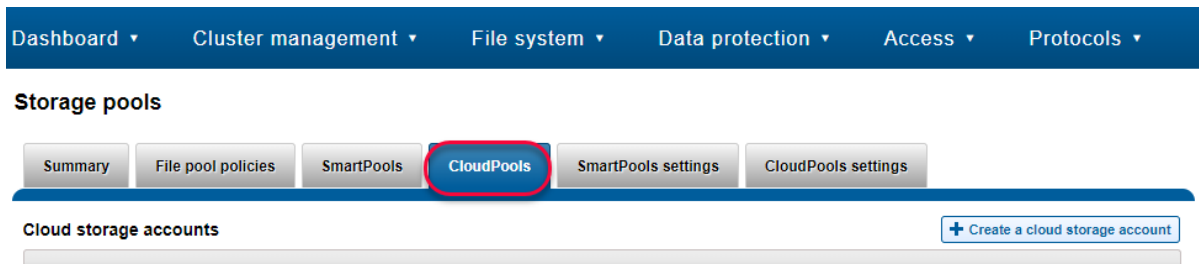 Dashboard ▾ Cluster management ▾ File system ▾ Data protection ▾ Access ▾ Protocols ▾
Storage pools
Summary File pool policies SmartPools CloudPools SmartPools settings CloudPools settings
Cloud storage accounts + Create a cloud storage account